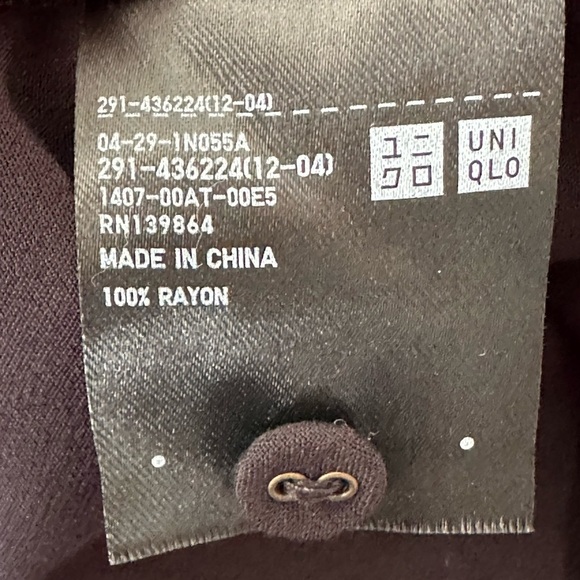 291-436224(12-04)
04-29-1N055A
291-436224(12-04)
1407-00AT-00E5
RN139864
MADE IN CHINA
100% RAYON
ユニ
クロ
UNI
QLO